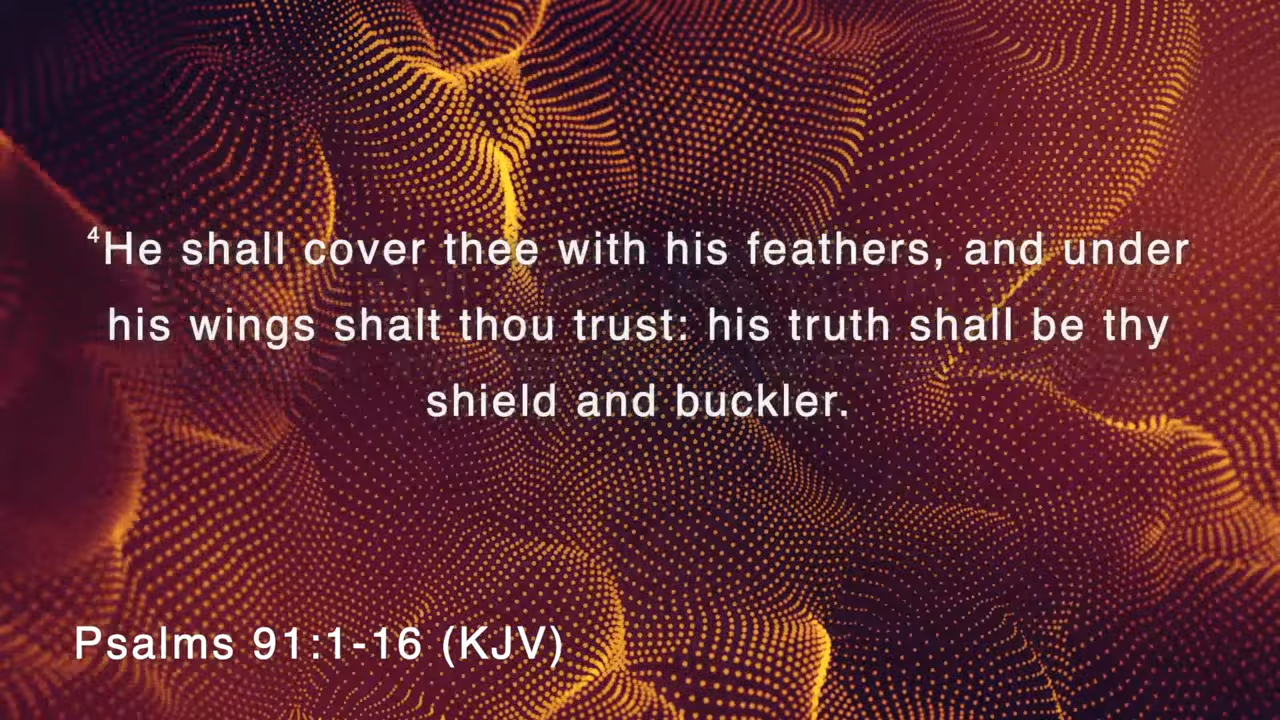 ⁴He shall cover thee with his feathers, and under
his wings shalt thou trust: his truth shall be thy
shield and buckler.
Psalms 91:1-16 (KJV)